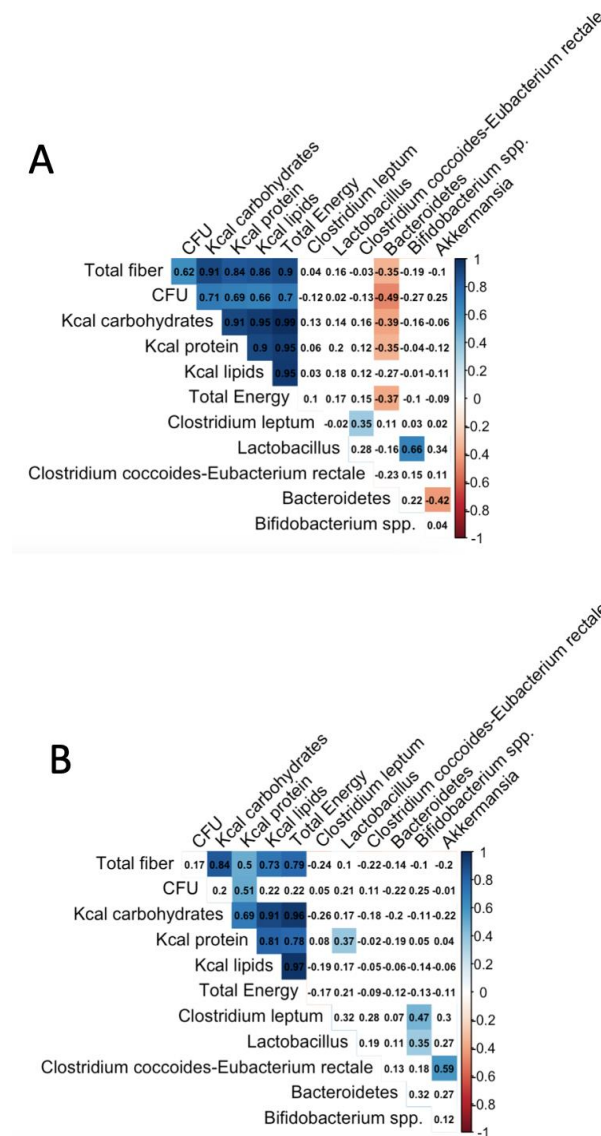 A
CFU
Kcal carbohydrates
Kcal protein
Kcal lipids
Total Energy
Clostridium leptum
Lactobacillus
Clostridium coccoides-Eubacterium rectale
Bacteroidetes
Bifidobacterium spp.
Akkermansia
Total fiber 0.62 0.91 0.84 0.86 0.9 0.04 0.16 -0.03 -0.35 -0.19 -0.1
CFU 0.71 0.69 0.66 0.7 -0.12 0.02 -0.13 -0.49 -0.27 0.25
Kcal carbohydrates 0.91 0.95 0.99 0.13 0.14 0.16 -0.39 -0.16 -0.06
Kcal protein 0.9 0.95 0.06 0.2 0.12 -0.35 -0.04 -0.12
Kcal lipids 0.95 0.03 0.18 0.12 -0.27 -0.01 -0.11
Total Energy 0.1 0.17 0.15 -0.37 -0.1 -0.09
Clostridium leptum -0.02 0.35 0.11 0.03 0.02
Lactobacillus 0.28 -0.16 0.66 0.34
Clostridium coccoides-Eubacterium rectale -0.23 0.15 0.11
Bacteroidetes 0.22 -0.42
Bifidobacterium spp. 0.04
1
0.8
0.6
0.4
0.2
0
-0.2
-0.4
-0.6
-0.8
-1
B
CFU
Kcal carbohydrates
Kcal protein
Kcal lipids
Total Energy
Clostridium leptum
Lactobacillus
Clostridium coccoides-Eubacterium rectale
Bacteroidetes
Bifidobacterium spp.
Akkermansia
Total fiber 0.17 0.84 0.5 0.73 0.79 -0.24 0.1 -0.22 -0.14 -0.1 -0.2
CFU 0.2 0.51 0.22 0.22 0.05 0.21 0.11 -0.22 0.25 -0.01
Kcal carbohydrates 0.69 0.91 0.96 -0.26 0.17 -0.18 -0.2 -0.11 -0.22
Kcal protein 0.81 0.78 0.08 0.37 -0.02 -0.19 0.05 0.04
Kcal lipids 0.97 -0.19 0.17 -0.05 -0.06 -0.14 -0.06
Total Energy -0.17 0.21 -0.09 -0.12 -0.13 -0.11
Clostridium leptum 0.32 0.28 0.07 0.47 0.3
Lactobacillus 0.19 0.11 0.35 0.27
Clostridium coccoides-Eubacterium rectale 0.13 0.18 0.59
Bacteroidetes 0.32 0.27
Bifidobacterium spp. 0.12
1
0.8
0.6
0.4
0.2
0
-0.2
-0.4
-0.6
-0.8
-1